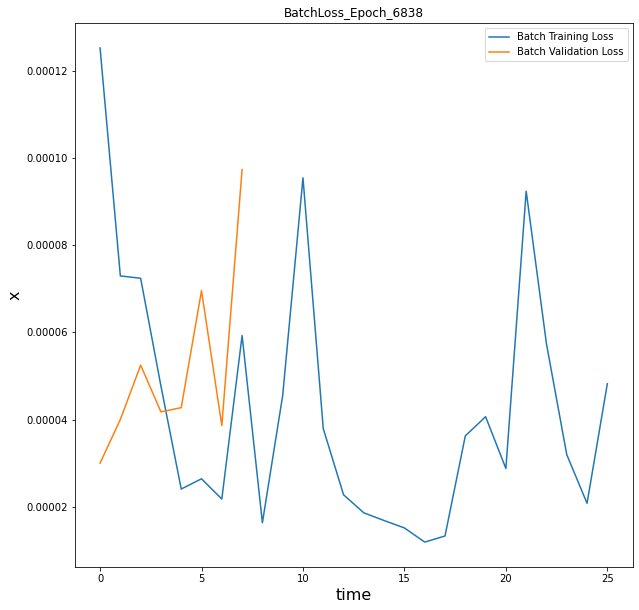 BatchLoss_Epoch_6838
Batch Training Loss
Batch Validation Loss
0.00012
0.00010
0.00008
0.00006
0.00004
0.00002
x
0
5
10
15
20
25
time